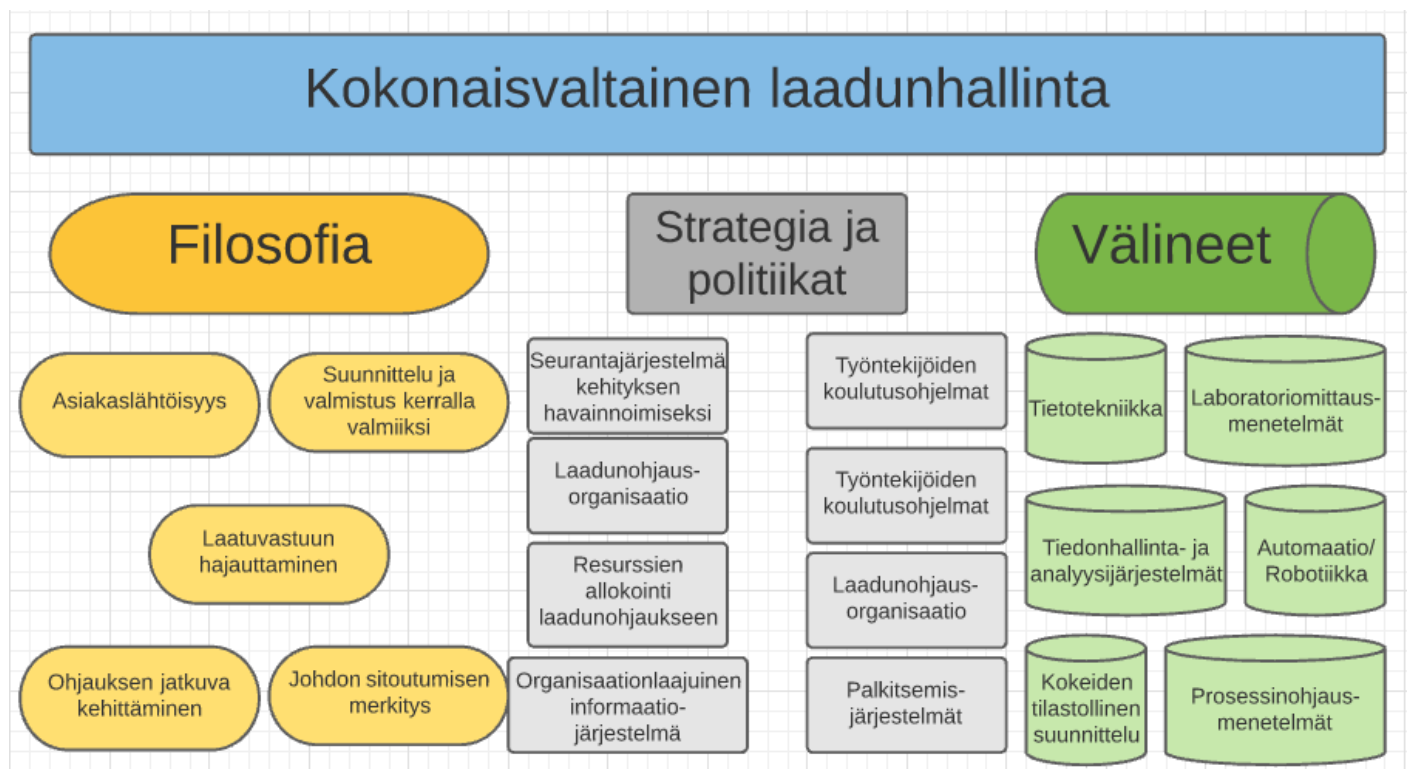 Kokonaisvaltainen laadunhallinta
Filosofia
Strategia ja
politiikat
Välineet
Asiakaslähtöisyys
Suunnittelu ja
valmistus kerralla
valmiiksi
Laatuvastuun
hajauttaminen
Ohjauksen jatkuva
kehittäminen
Johdon sitoutumisen
merkitys
Seurantajärjestelmä
kehityksen
havainnoimiseksi
Laadunohjaus-
organisaatio
Resurssien
allokointi
laadunohjaukseen
Organisaationlaajuinen
informaatio-
järjestelmä
Työntekijöiden
koulutusohjelmat
Työntekijöiden
koulutusohjelmat
Laadunohjaus-
organisaatio
Palkitsemis-
järjestelmät
Tietotekniikka
Laboratoriomittaus-
menetelmät
Tiedonhallinta- ja
analyysijärjestelmät
Automaatio/
Robotiikka
Kokeiden
tilastollinen
suunnittelu
Prosessinohjaus-
menetelmät